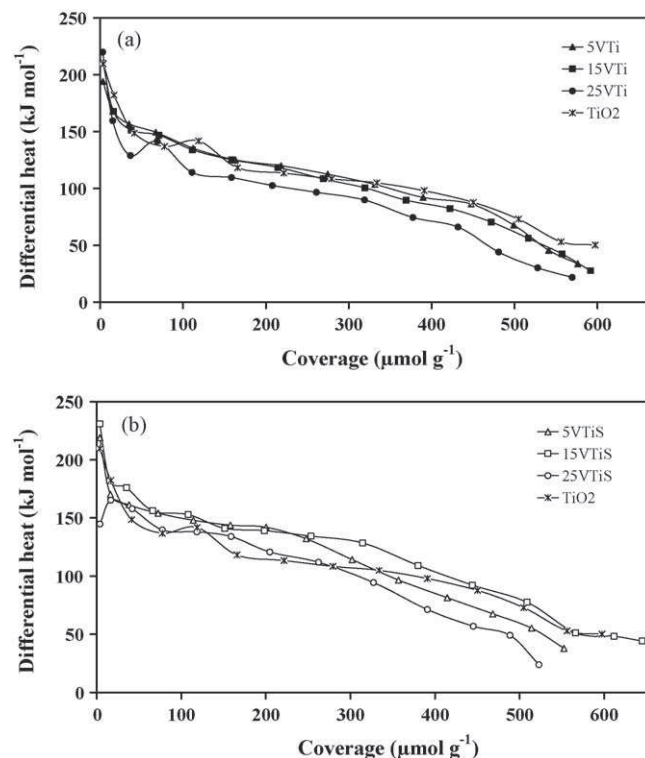 (a)
5VTi
15VTi
25VTi
TiO2
Differential heat (kJ mol⁻¹)
250
200
150
100
50
0
0 100 200 300 400 500 600
Coverage (μmol g⁻¹)
(b)
5VTiS
15VTiS
25VTiS
TiO2
Differential heat (kJ mol⁻¹)
250
200
150
100
50
0
0 100 200 300 400 500 600
Coverage (μmol g⁻¹)